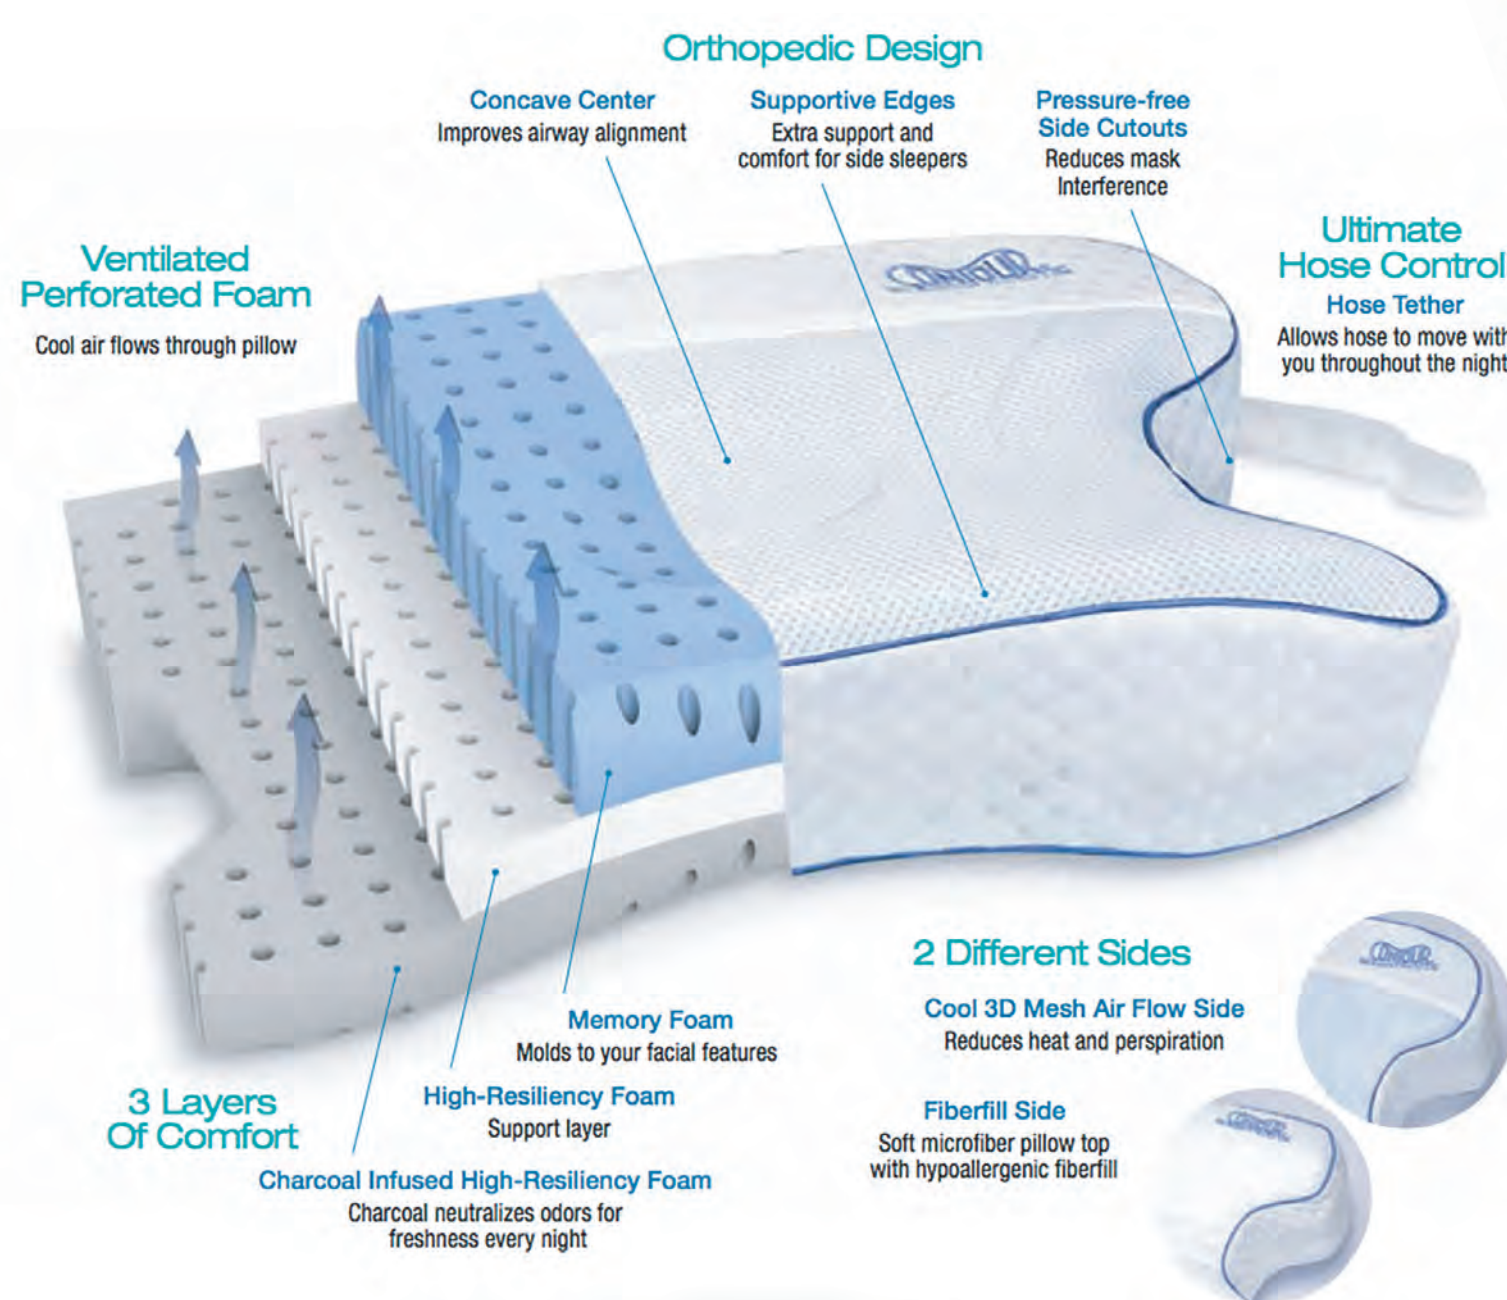 Orthopedic Design
Concave Center
Improves airway alignment
Supportive Edges
Extra support and
comfort for side sleepers
Pressure-free
Side Cutouts
Reduces mask
Interference
Ventilated
Perforated Foam
Cool air flows through pillow
Ultimate
Hose Control
Hose Tether
Allows hose to move with
you throughout the night
CONTOUR
2 Different Sides
Cool 3D Mesh Air Flow Side
Reduces heat and perspiration
CONTOUR
Fiberfill Side
Soft microfiber pillow top
with hypoallergenic fiberfill
CONTOUR
3 Layers
Of Comfort
Memory Foam
Molds to your facial features
High-Resiliency Foam
Support layer
Charcoal Infused High-Resiliency Foam
Charcoal neutralizes odors for
freshness every night